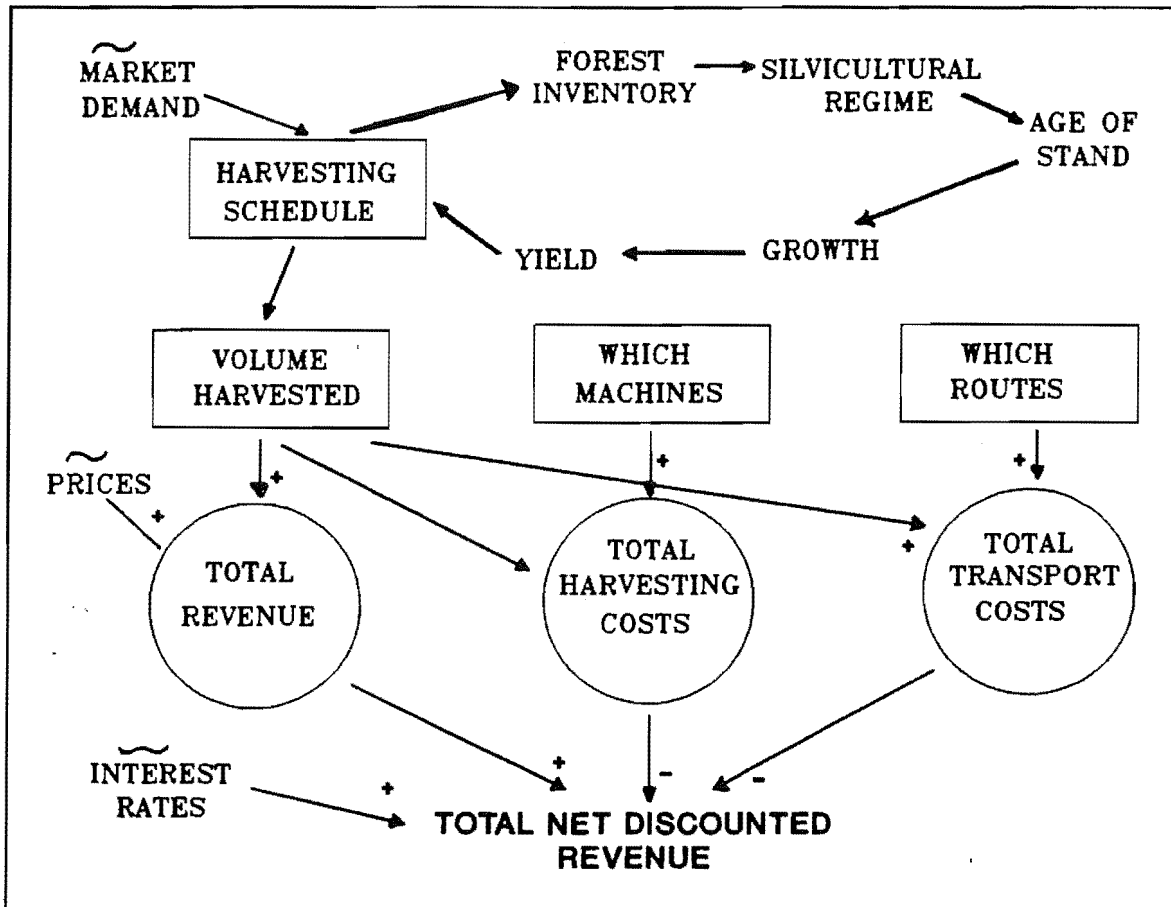 MARKET
DEMAND
FOREST
INVENTORY
SILVICULTURAL
REGIME
AGE OF
STAND
HARVESTING
SCHEDULE
YIELD
GROWTH
VOLUME
HARVESTED
WHICH
MACHINES
WHICH
ROUTES
PRICES
+
+
+
+
+
TOTAL
REVENUE
TOTAL
HARVESTING
COSTS
TOTAL
TRANSPORT
COSTS
INTEREST
RATES
+
+
-
-
TOTAL NET DISCOUNTED
REVENUE